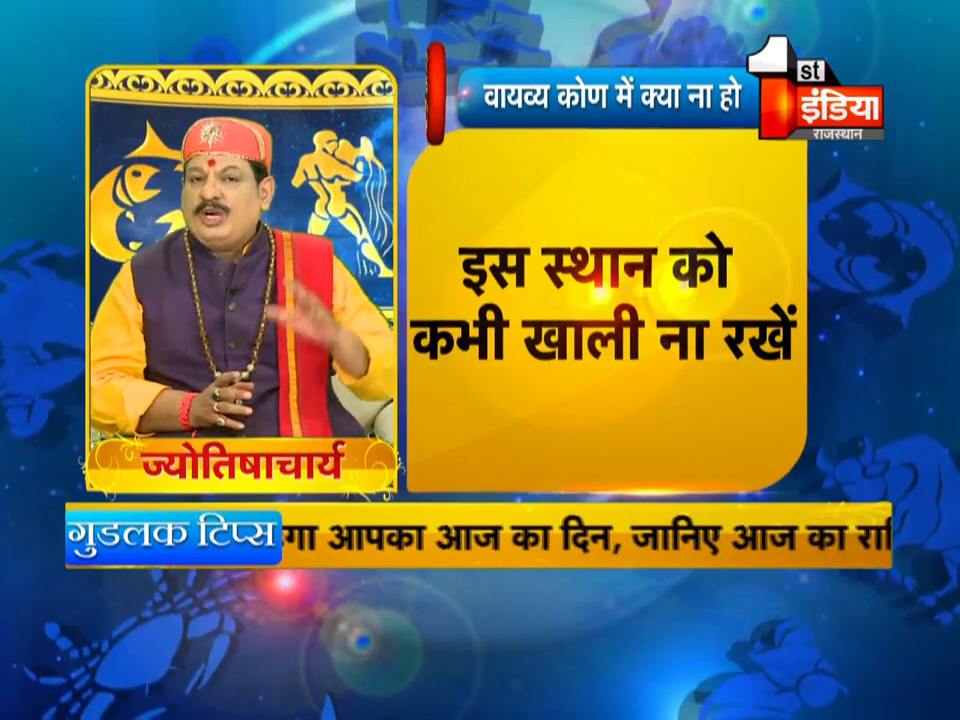 वायव्य कोण में क्या ना हो
1st
इंडिया
राजस्थान
इस स्थान को
कभी खाली ना रखें
ज्योतिषाचार्य
गुडलक टिप्स
आपका आज का दिन, जानिए आज का